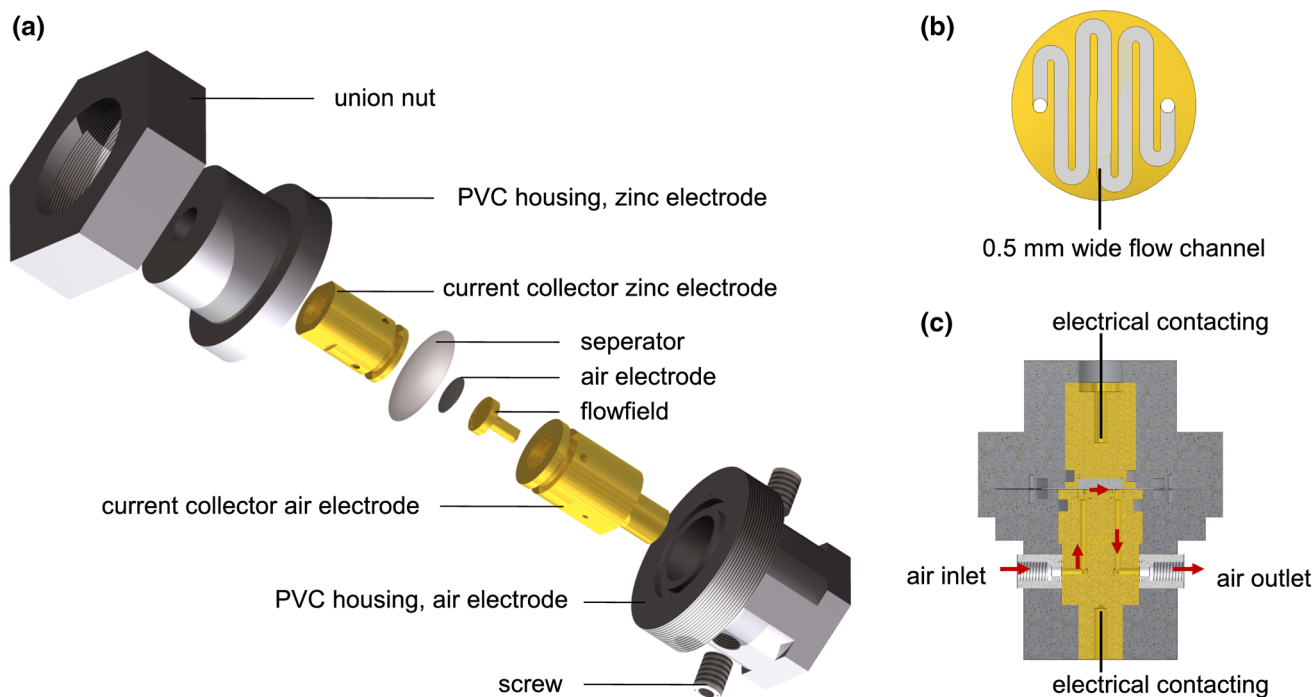 (a)
union nut
PVC housing, zinc electrode
current collector zinc electrode
seperator
air electrode
flowfield
current collector air electrode
PVC housing, air electrode
screw
(b)
0.5 mm wide flow channel
(c)
electrical contacting
air inlet
air outlet
electrical contacting